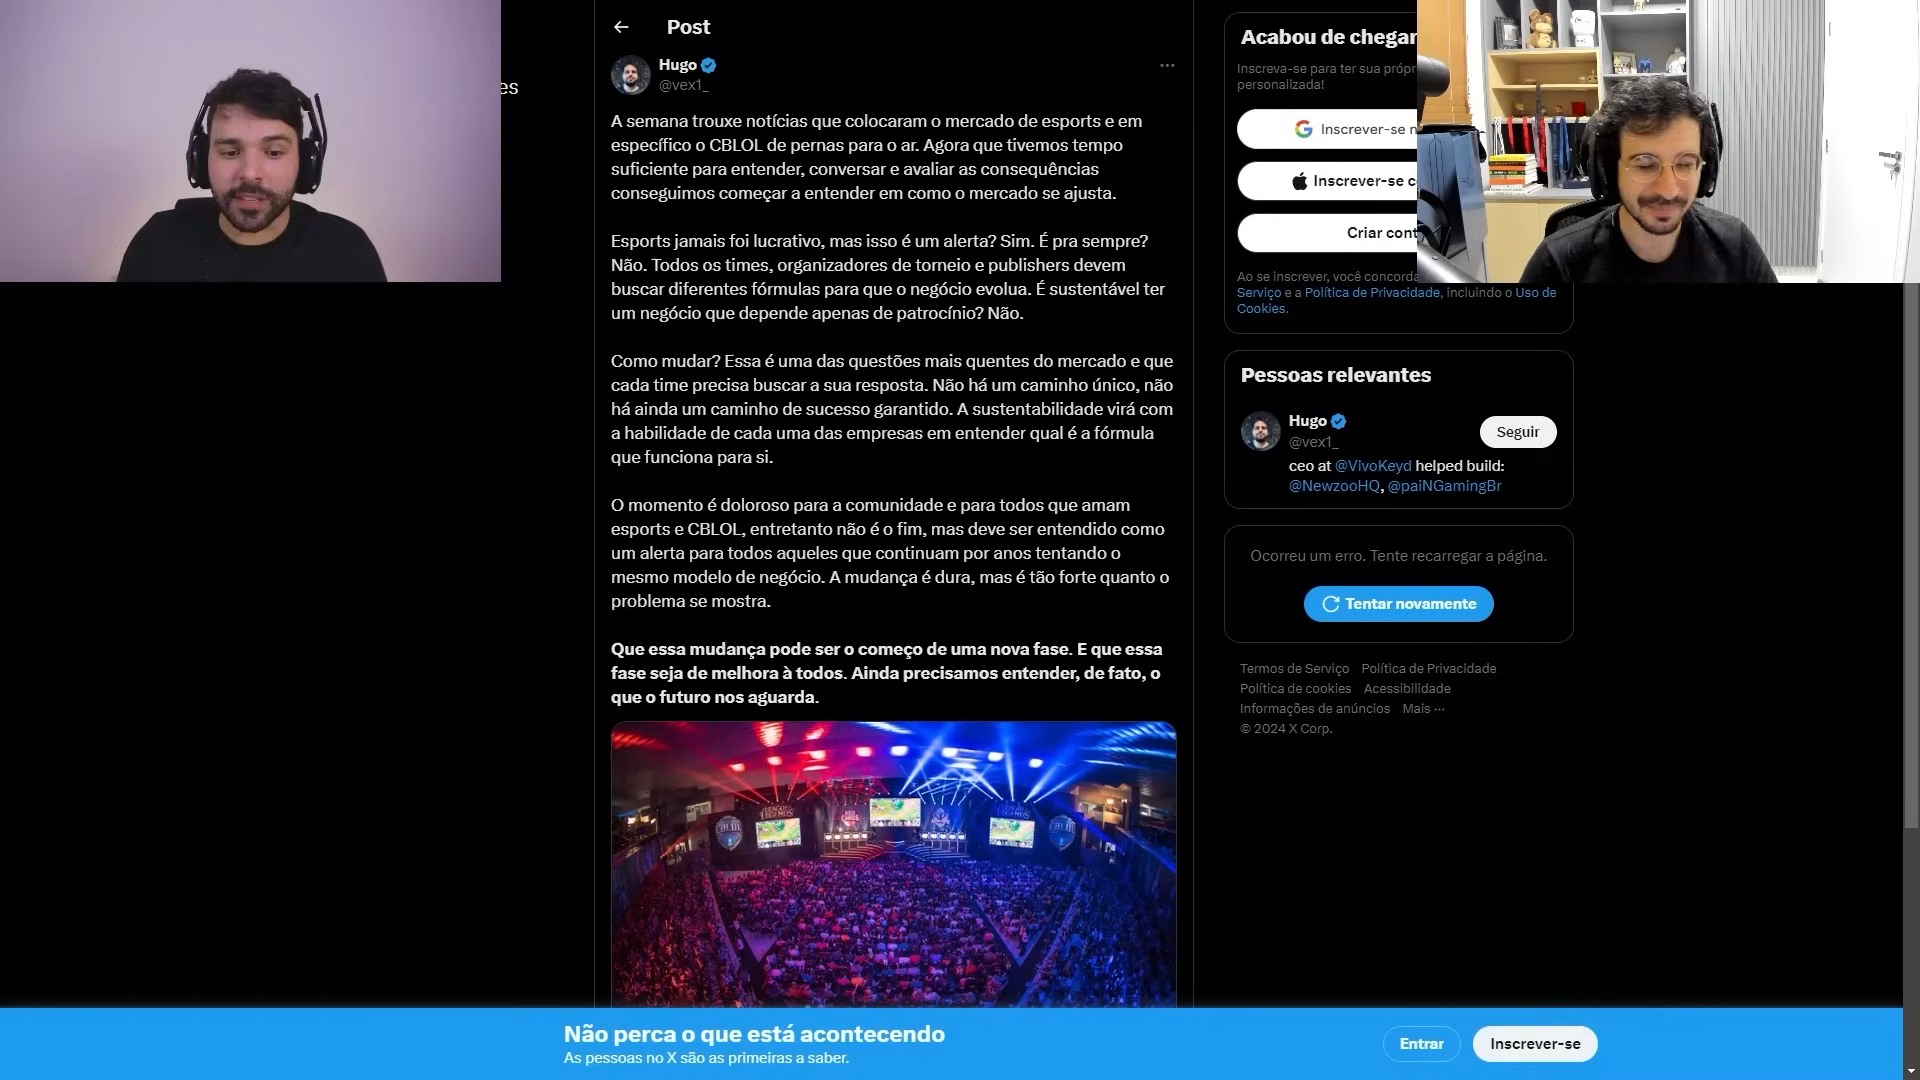 es
Post
Hugo
@vex1_
A semana trouxe notícias que colocaram o mercado de esports e em
específico o CBLOL de pernas para o ar. Agora que tivemos tempo
suficiente para entender, conversar e avaliar as consequências
conseguimos começar a entender em como o mercado se ajusta.
Esports jamais foi lucrativo, mas isso é um alerta? Sim. É pra sempre?
Não. Todos os times, organizadores de torneio e publishers devem
buscar diferentes fórmulas para que o negócio evolua. É sustentável ter
um negócio que depende apenas de patrocínio? Não.
Como mudar? Essa é uma das questões mais quentes do mercado e que
cada time precisa buscar a sua resposta. Não há um caminho único, não
há ainda um caminho de sucesso garantido. A sustentabilidade virá com
a habilidade de cada uma das empresas em entender qual é a fórmula
que funciona para si.
O momento é doloroso para a comunidade e para todos que amam
esports e CBLOL, entretanto não é o fim, mas deve ser entendido como
um alerta para todos aqueles que continuam por anos tentando o
mesmo modelo de negócio. A mudança é dura, mas é tão forte quanto o
problema se mostra.
Que essa mudança pode ser o começo de uma nova fase. E que essa
fase seja de melhora à todos. Ainda precisamos entender, de fato, o
que o futuro nos aguarda.
LEAGUE LEGENDS
CBLOL
RED CANIDS
LEGENDS
CBLOL
Acabou de chegar
Inscreva-se para ter sua própr
personalizada!
Inscrever-se n
Inscrever-se c
Criar cont
Ao se inscrever, você concorda
Serviço e a Política de Privacidade, incluindo o Uso de
Cookies.
Pessoas relevantes
Hugo
@vex1_
Seguir
ceo at @VivoKeyd helped build:
@NewzooHQ, @paiNGamingBr
Ocorreu um erro. Tente recarregar a página.
Tentar novamente
Termos de Serviço Política de Privacidade
Política de cookies Acessibilidade
Informações de anúncios Mais ···
© 2024 X Corp.
Não perca o que está acontecendo
As pessoas no X são as primeiras a saber.
Entrar
Inscrever-se